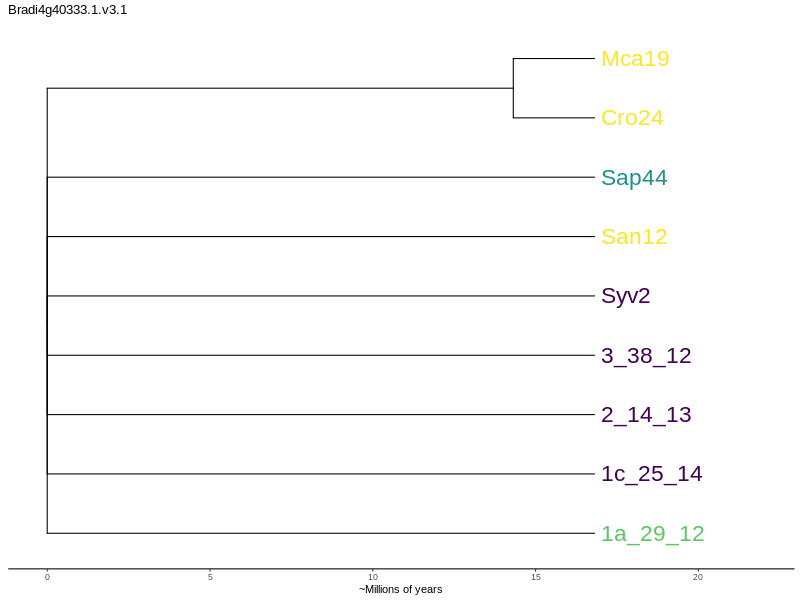 Bradi4g40333.1.v3.1
Mca19
Cro24
Sap44
San12
Syv2
3_38_12
2_14_13
1c_25_14
1a_29_12
0 5 10 15 20
~Millions of years